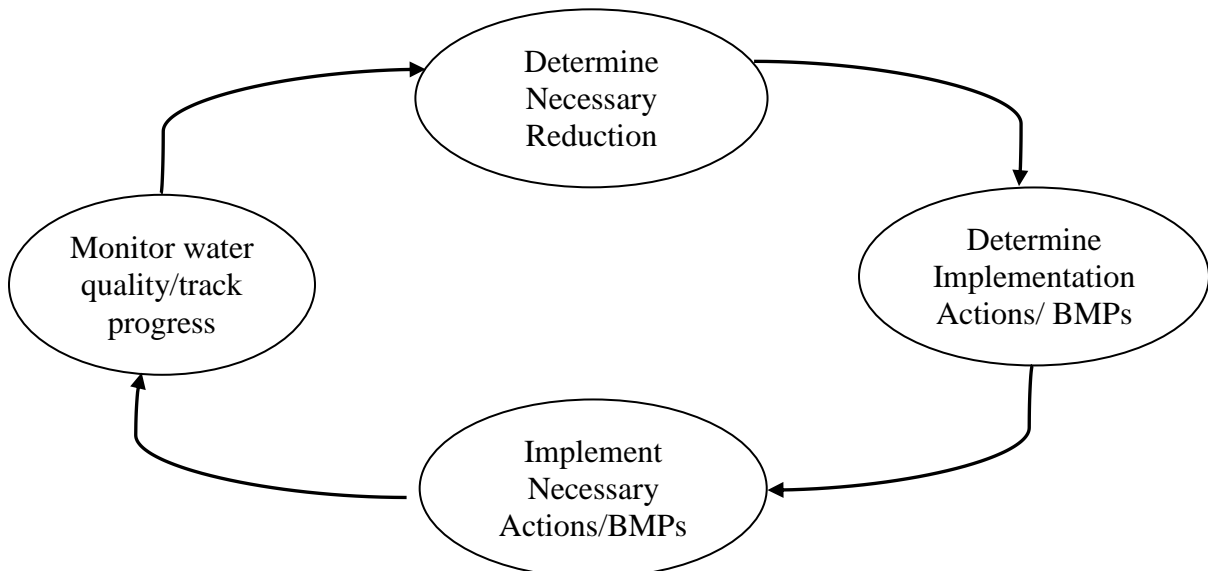 Determine
Necessary
Reduction
Determine
Implementation
Actions/ BMPs
Implement
Necessary
Actions/BMPs
Monitor water
quality/track
progress